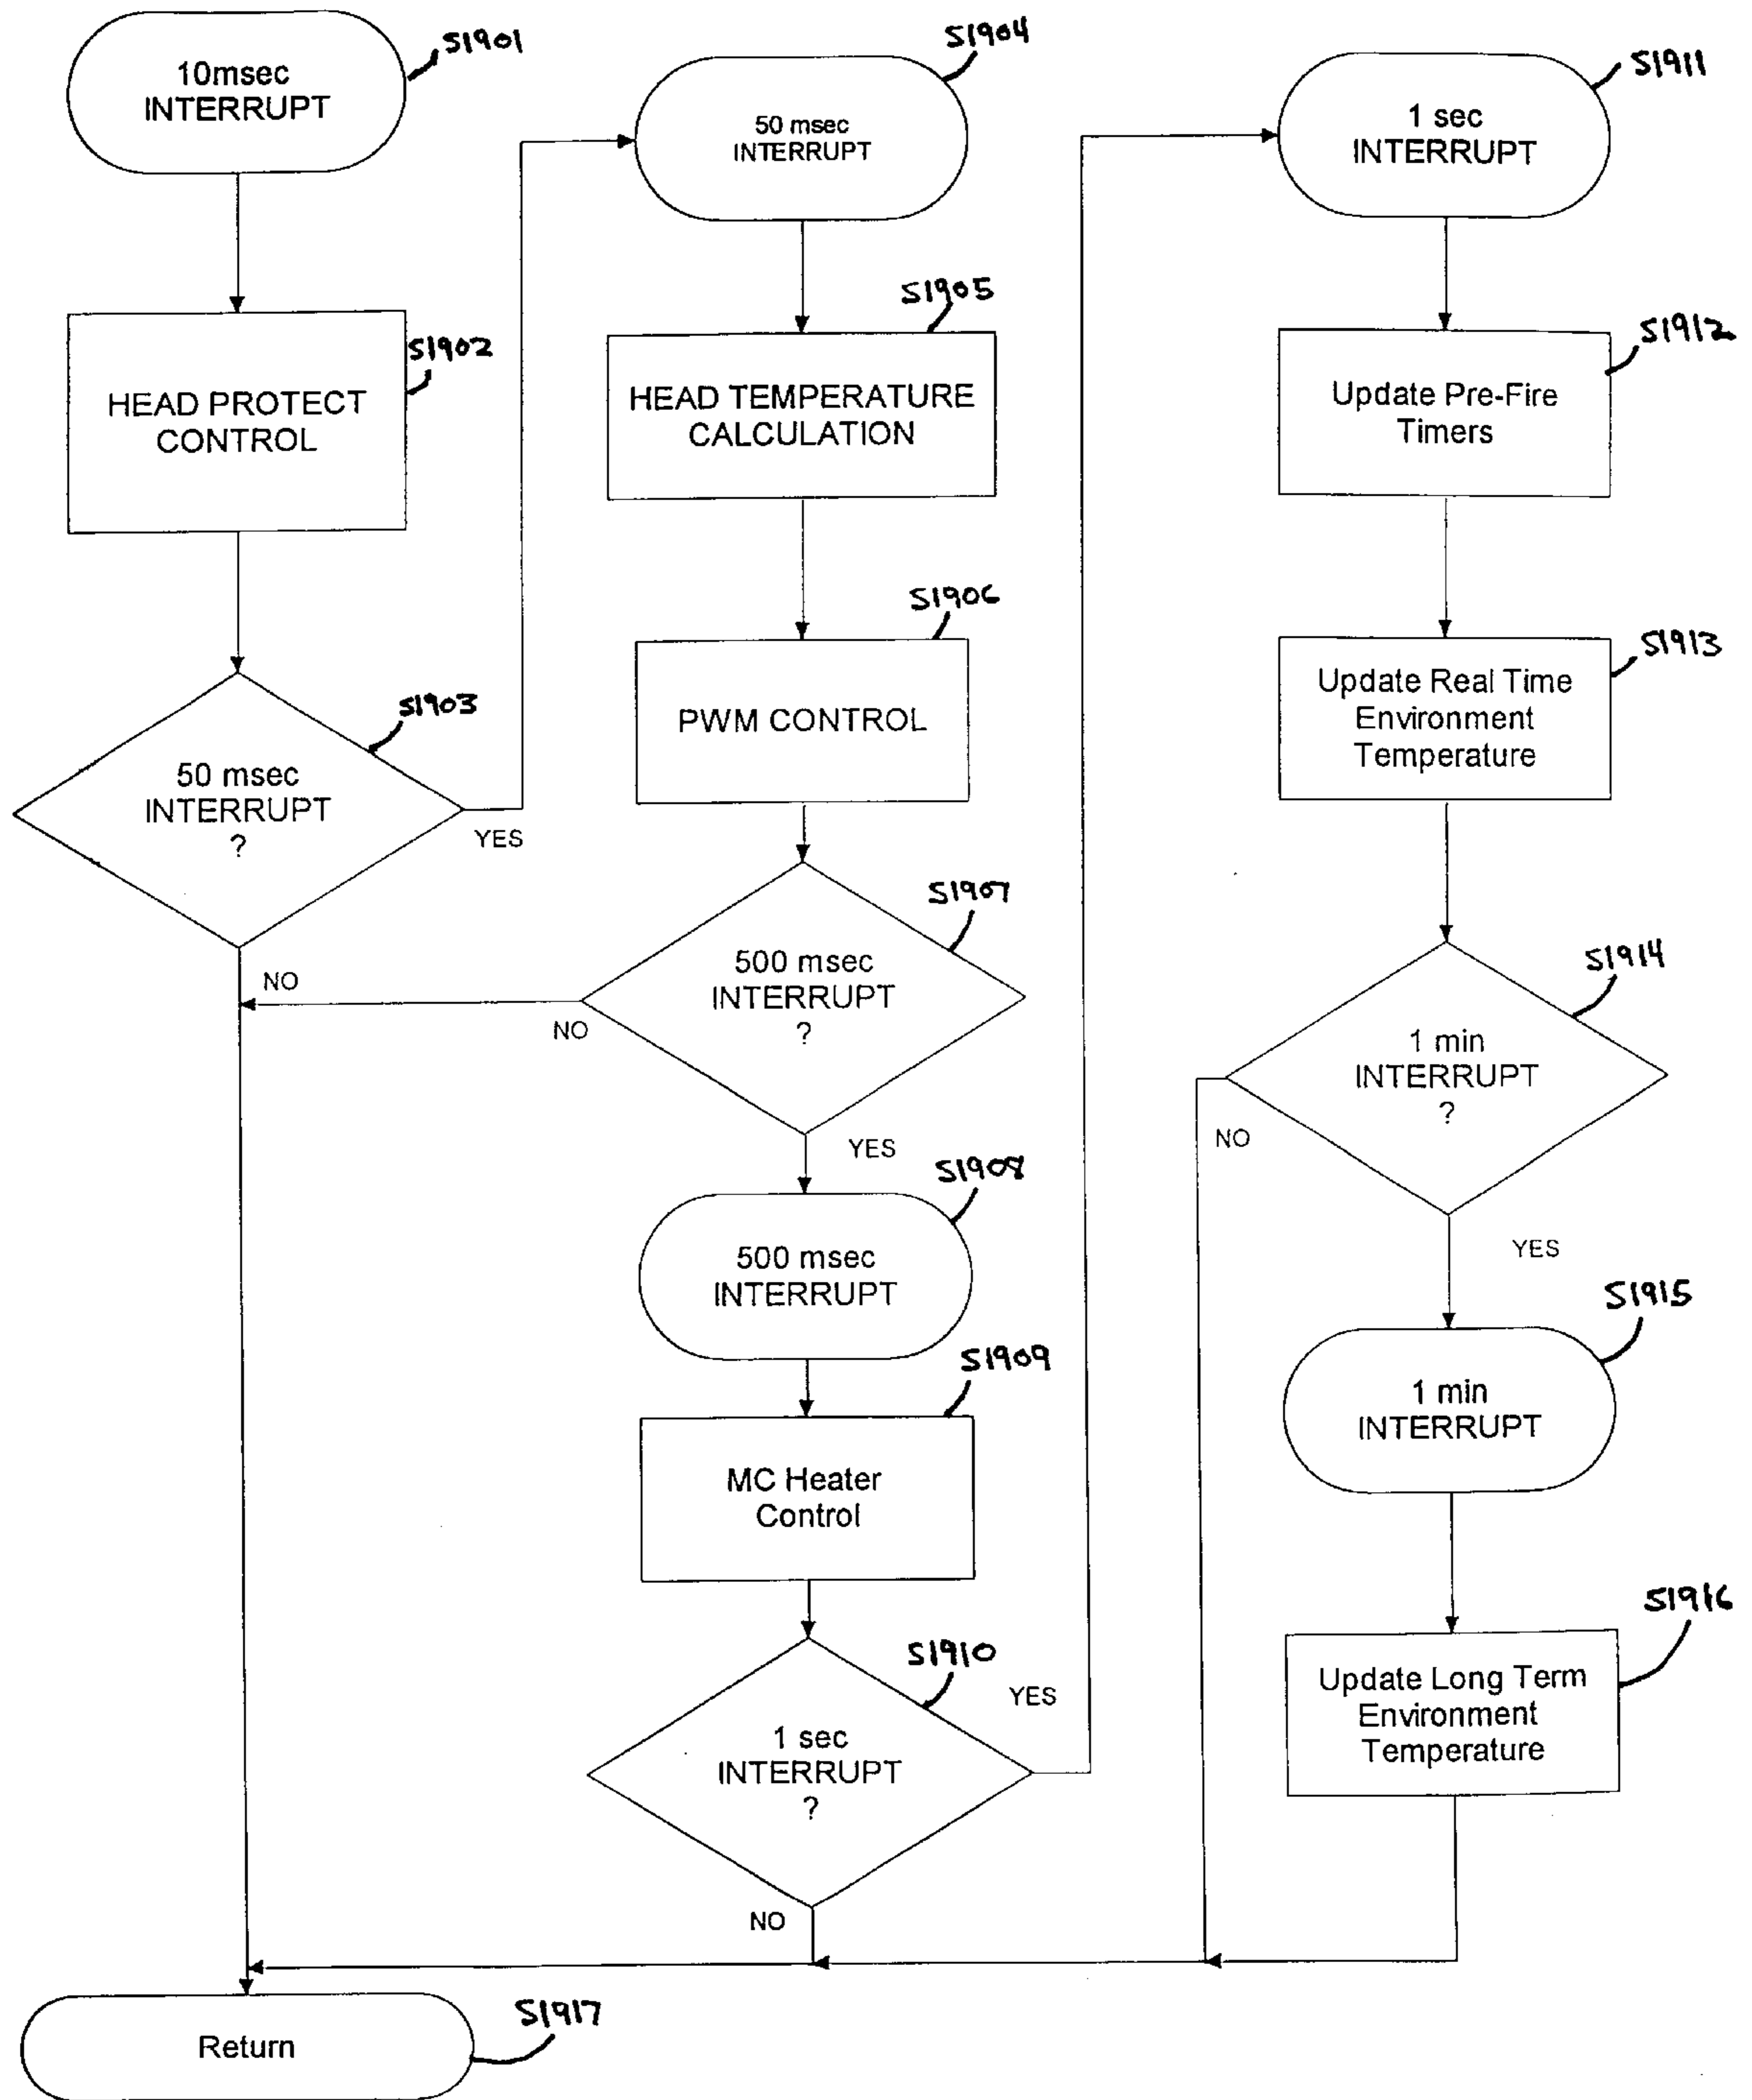 S1901
10msec
INTERRUPT
S1902
HEAD PROTECT
CONTROL
S1903
50 msec
INTERRUPT
?
YES
NO
S1904
50 msec
INTERRUPT
S1905
HEAD TEMPERATURE
CALCULATION
S1906
PWM CONTROL
S1907
500 msec
INTERRUPT
?
NO
YES
S1908
500 msec
INTERRUPT
S1909
MC Heater
Control
S1910
YES
1 sec
INTERRUPT
?
NO
S1911
1 sec
INTERRUPT
S1912
Update Pre-Fire
Timers
S1913
Update Real Time
Environment
Temperature
S1914
1 min
INTERRUPT
?
NO
YES
S1915
1 min
INTERRUPT
S1916
Update Long Term
Environment
Temperature
S1917
Return